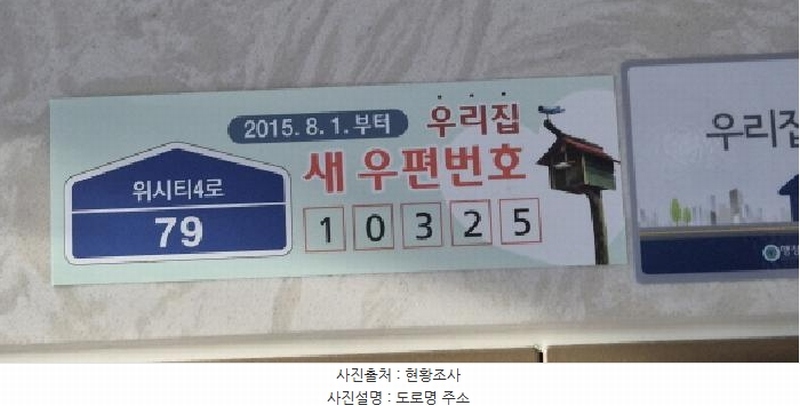 2015. 8. 1. 부터 우리집
새 우편번호
위시티4로
79
1 0 3 2 5
우리집
사진출처 : 현황조사
사진설명 : 도로명 주소